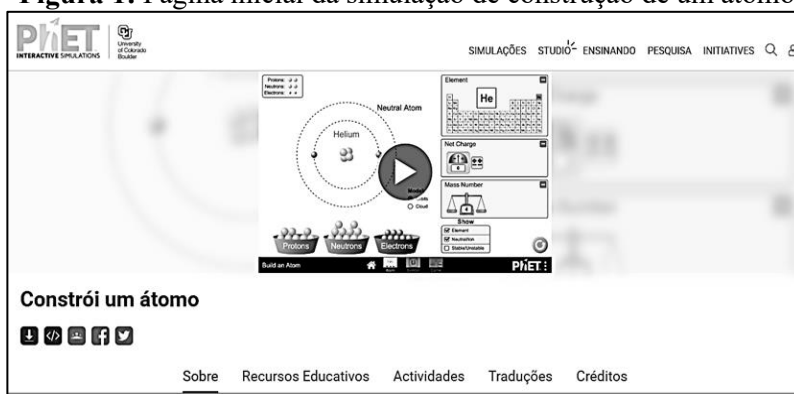 Figura 1. Página inicial da simulação de construção de um átomo
PhET
INTERACTIVE SIMULATIONS
University
of Colorado
Boulder
SIMULAÇÕES STUDIO ENSINANDO PESQUISA INITIATIVES
Protons:
Neutrons:
Electrons:
Neutral Atom
Helium
Element
He
Net Charge
Mass Number
Model
Cloud
Show
Element
Neutral/Ion
Stable/Unstable
Protons Neutrons Electrons
Build an Atom
PhET
Constrói um átomo
Sobre Recursos Educativos Actividades Traduções Créditos